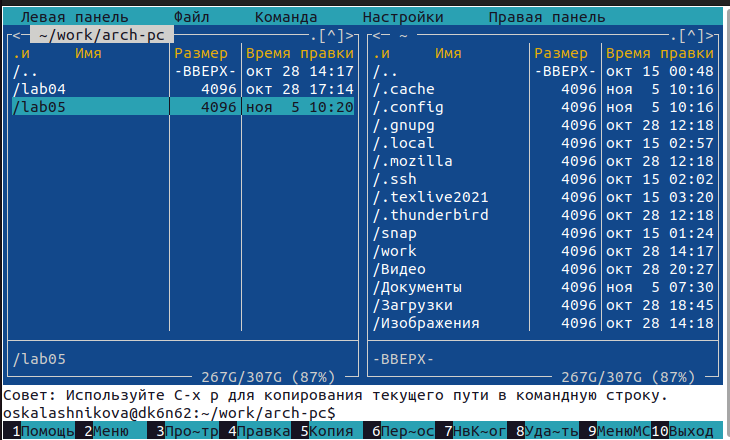 Левая панель Файл Команда Настройки Правая панель
<─ ~/work/arch-pc ─.[^]>
.и Имя Размер Время правки
/.. -ВВЕРХ- окт 28 14:17
/lab04 4096 окт 28 17:14
/lab05 4096 ноя 5 10:20
/lab05
267G/307G (87%)
<─ ~ ─.[^]>
.и Имя Размер Время правки
/.. -ВВЕРХ- окт 15 00:48
/.cache 4096 ноя 5 10:16
/.config 4096 ноя 5 10:16
/.gnupg 4096 окт 28 12:18
/.local 4096 окт 15 02:57
/.mozilla 4096 окт 28 12:18
/.ssh 4096 окт 15 02:02
/.texlive2021 4096 окт 15 03:20
/.thunderbird 4096 окт 28 12:18
/snap 4096 окт 15 01:24
/work 4096 окт 28 14:17
/Видео 4096 окт 28 20:27
/Документы 4096 ноя 5 07:30
/Загрузки 4096 окт 28 18:45
/Изображения 4096 окт 28 14:18
-ВВЕРХ-
267G/307G (87%)
Совет: Используйте C-x p для копирования текущего пути в командную строку.
oskalashnikova@dk6n62:~/work/arch-pc$
1Помощь 2Меню 3Про~тр 4Правка 5Копия 6Пер~ос 7НвК~ог 8Уда~ть 9МенюMC 10Выход